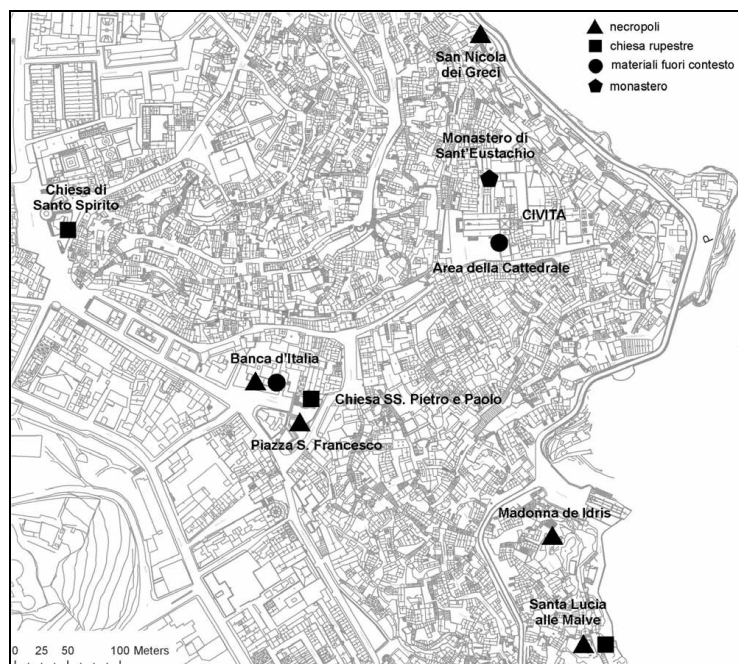 necropoli
chiesa rupestre
materiali fuori contesto
monastero
San Nicola
dei Greci
Monastero di
Sant'Eustachio
Chiesa di
Santo Spirito
CIVITA
P
Area della Cattedrale
Banca d'Italia
Chiesa SS. Pietro e Paolo
Piazza S. Francesco
Madonna de Idris
Santa Lucia
alle Malve
0 25 50 100 Meters